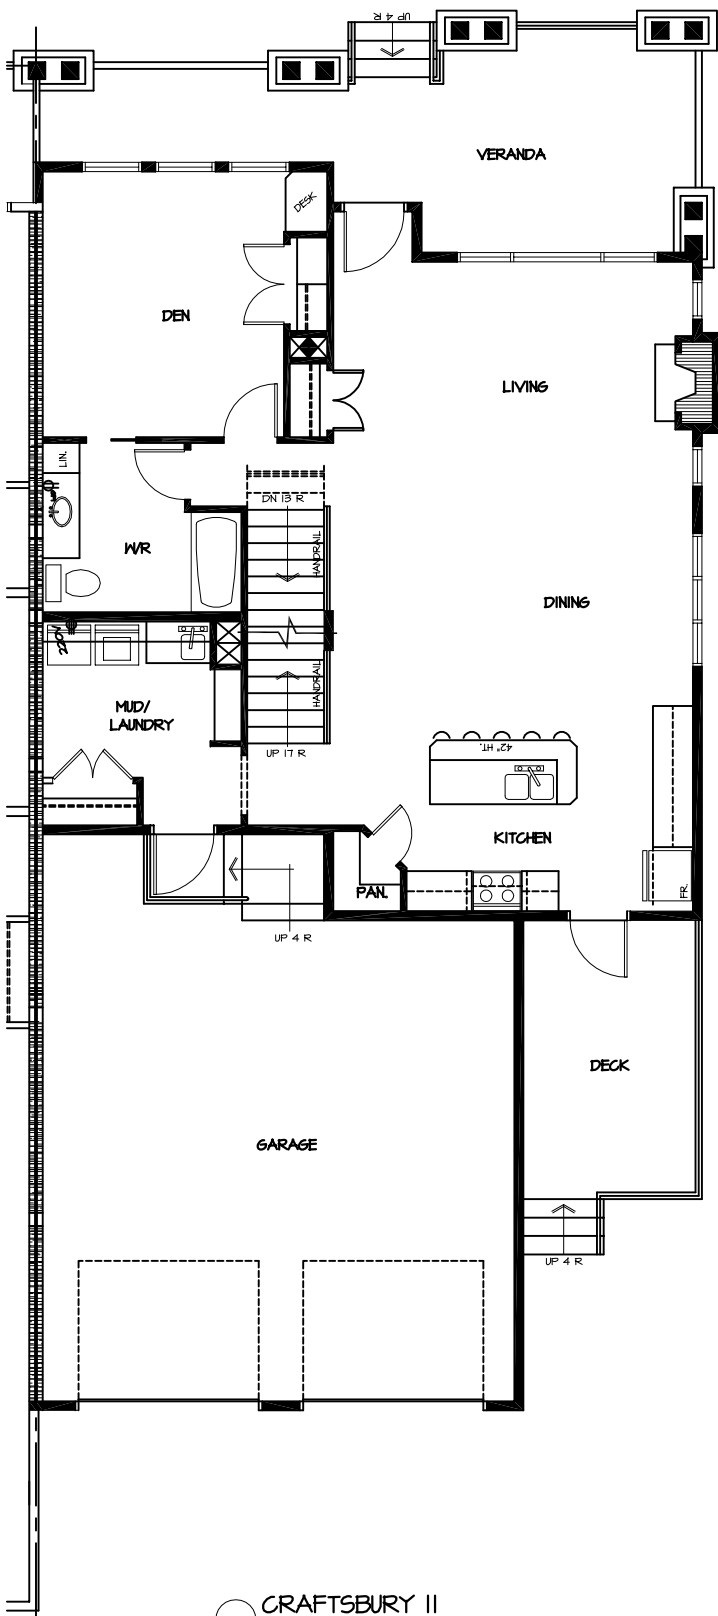 UP 4 R
VERANDA
DESK
DEN
LIVING
LIN.
DN 13 R
HANDRAIL
W/R
DINING
220V
HANDRAIL
MUD/
LAUNDRY
42" HT.
UP 17 R
KITCHEN
PAN.
FR.
UP 4 R
DECK
GARAGE
UP 4 R
CRAFTSBURY II